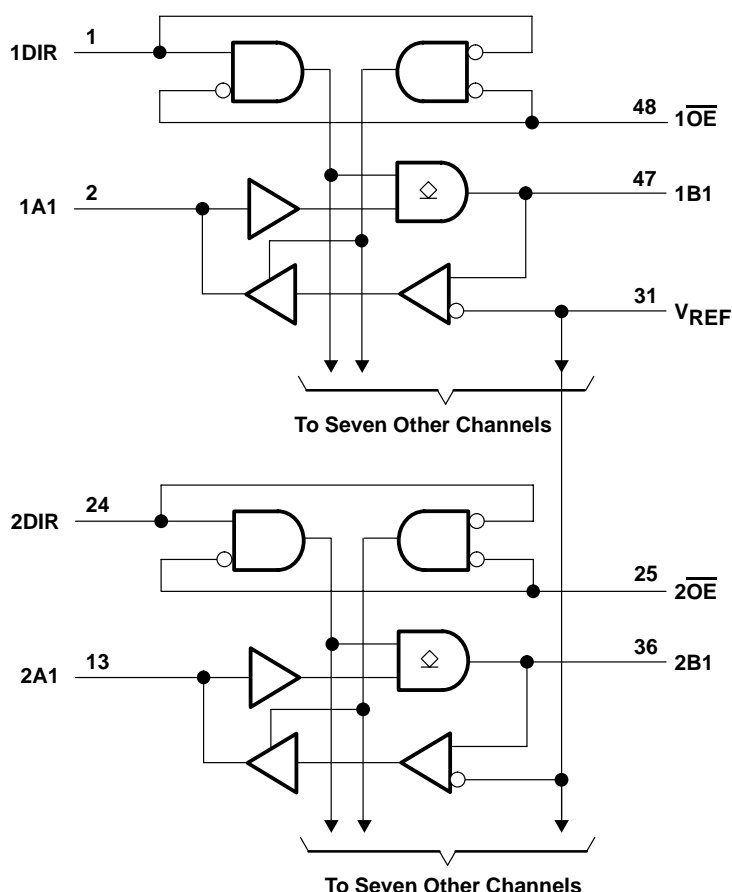 1DIR 1
48 1OE
47 1B1
1A1 2
31 VREF
To Seven Other Channels
2DIR 24
25 2OE
36 2B1
2A1 13
To Seven Other Channels